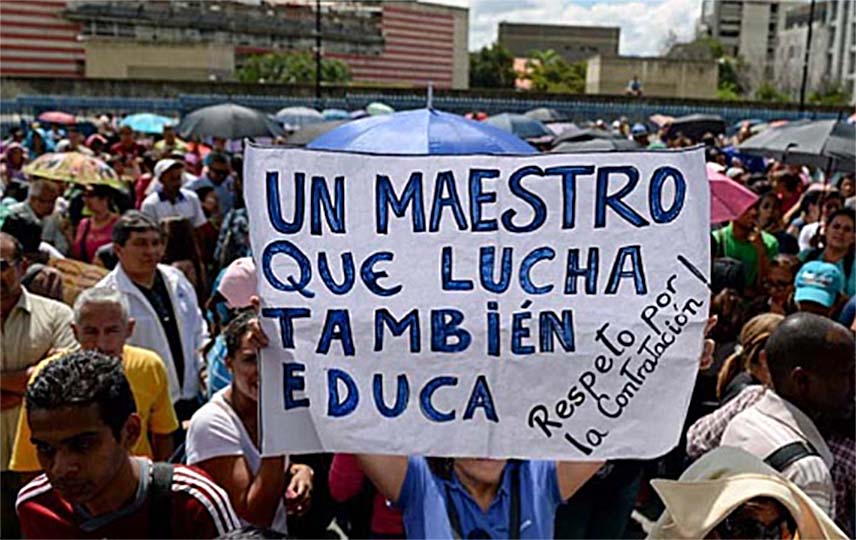 UN MAESTRO
QUE LUCHA
TAMBIÉN
EDUCA
Respeto por
la Contratación!